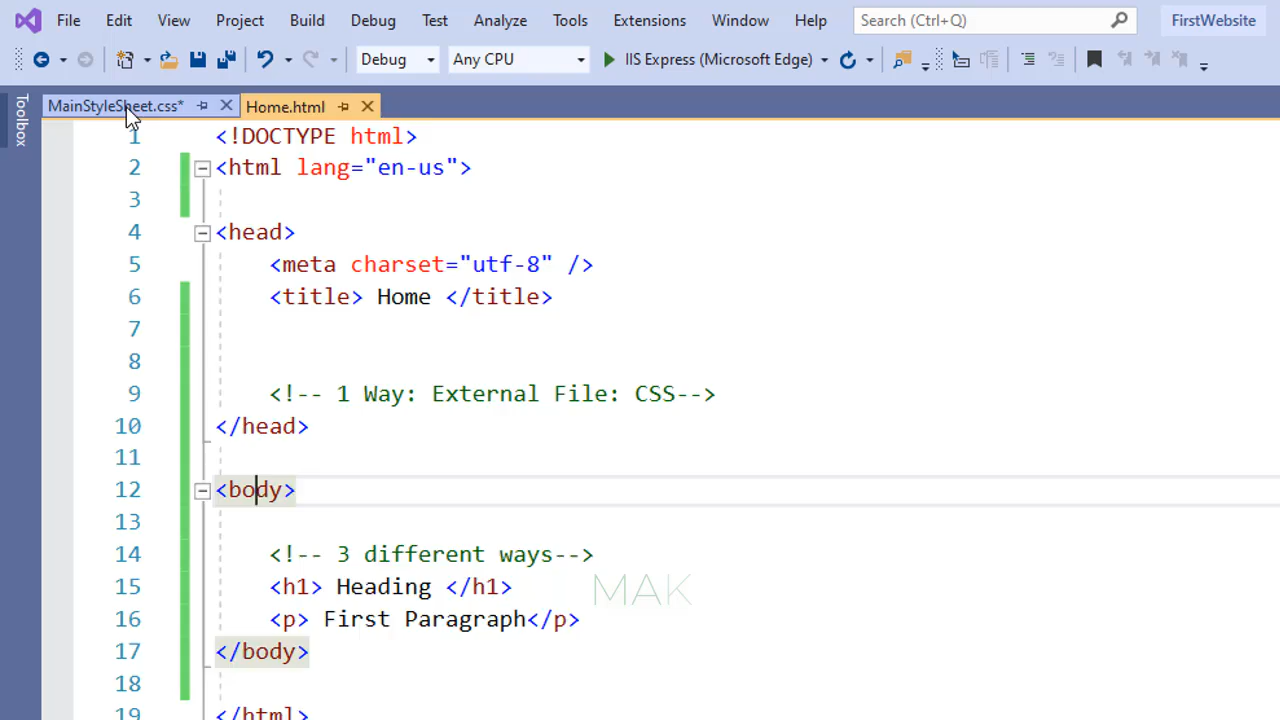 File Edit View Project Build Debug Test Analyze Tools Extensions Window Help Search (Ctrl+Q) FirstWebsite
Debug Any CPU IIS Express (Microsoft Edge)
Toolbox
MainStyleSheet.css* Home.html
1 <!DOCTYPE html>
2 <html lang="en-us">
3
4 <head>
5 <meta charset="utf-8" />
6 <title> Home </title>
7
8
9 <!-- 1 Way: External File: CSS-->
10 </head>
11
12 <body>
13
14 <!-- 3 different ways-->
15 <h1> Heading </h1>
MAK
16 <p> First Paragraph</p>
17 </body>
18
19 </html>